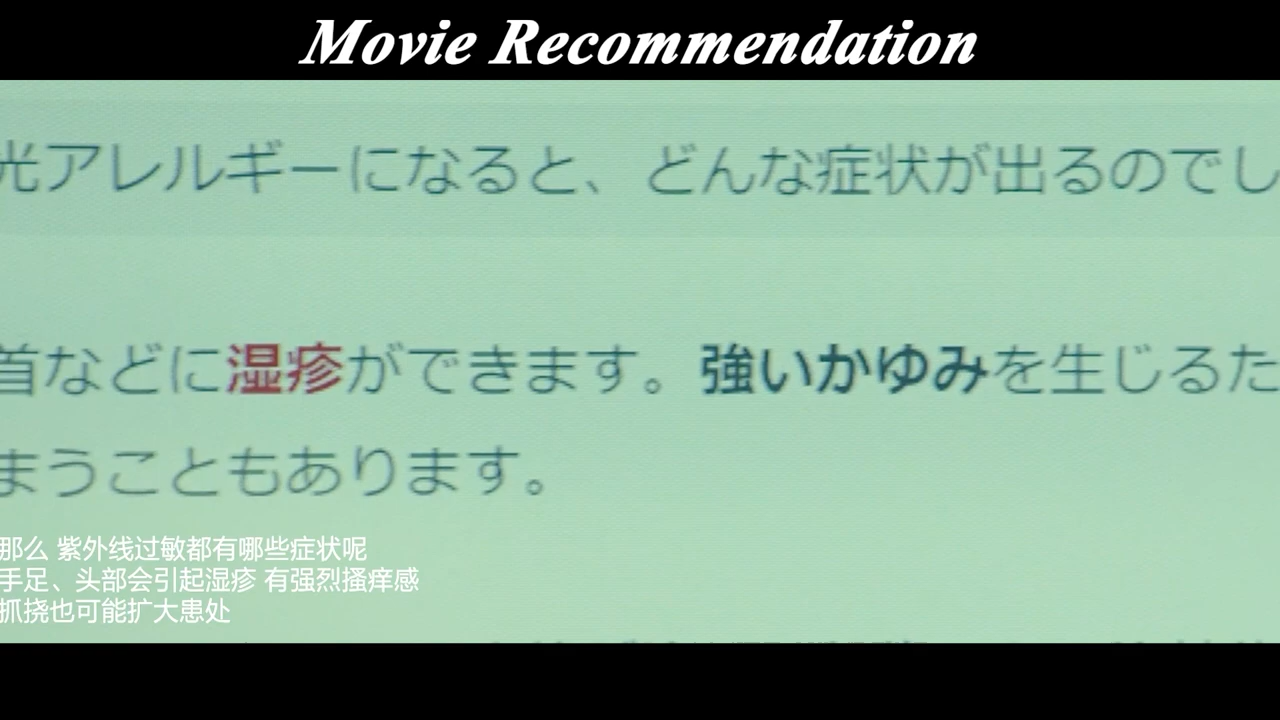 Movie Recommendation
光アレルギーになると、どんな症状が出るのでし
首などに湿疹ができます。強いかゆみを生じるた
まうこともあります。
那么 紫外线过敏都有哪些症状呢
手足、头部会引起湿疹 有强烈搔痒感
抓挠也可能扩大患处